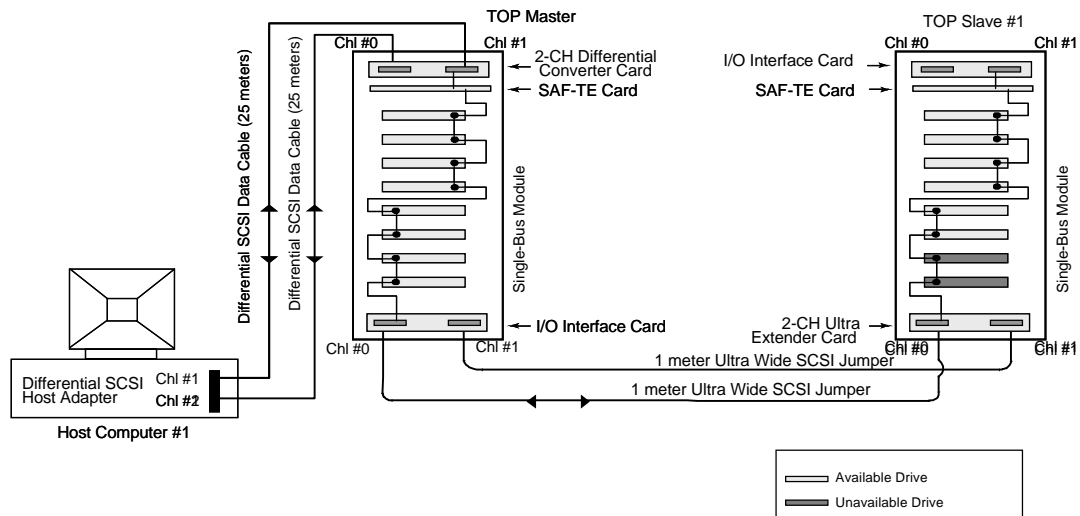 TOP Master
TOP Slave #1
Chl #0
Chl #1
Chl #0
Chl #1
2-CH Differential
Converter Card
SAF-TE Card
I/O Interface Card
SAF-TE Card
Differential SCSI Data Cable (25 meters)
Differential SCSI Data Cable (25 meters)
Single-Bus Module
Single-Bus Module
I/O Interface Card
2-CH Ultra
Extender Card
Chl #0
Chl #1
Chl #0
Chl #1
1 meter Ultra Wide SCSI Jumper
1 meter Ultra Wide SCSI Jumper
Differential SCSI
Host Adapter
Chl #1
Chl
Host Computer #1
Available Drive
Unavailable Drive